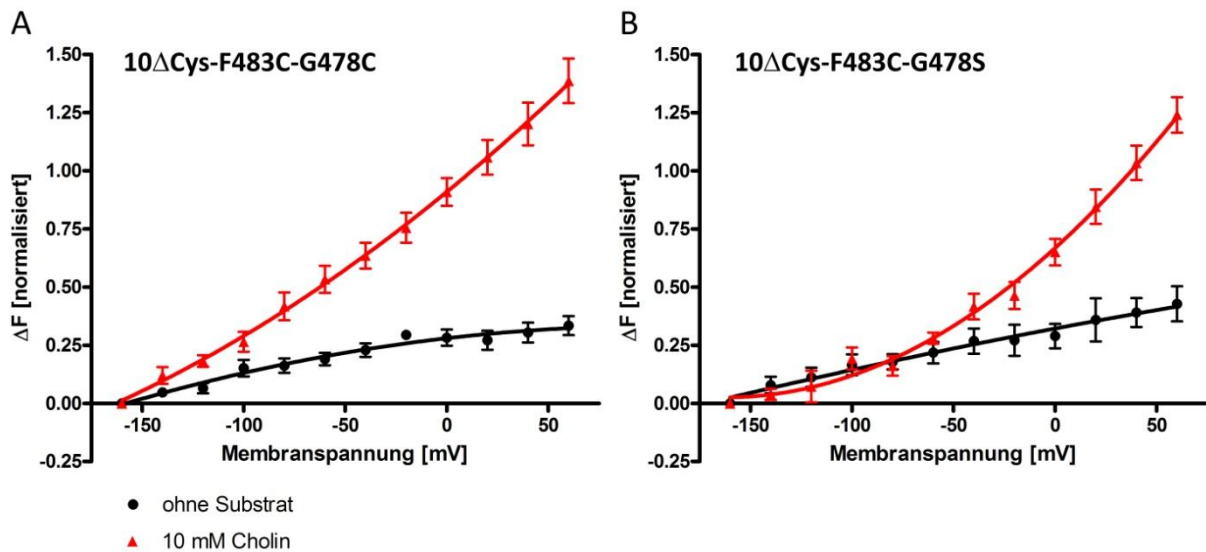 A
10ΔCys-F483C-G478C
1.50
1.25
1.00
0.75
0.50
0.25
0.00
-0.25
ΔF [normalisiert]
-150
-100
-50
0
50
Membranspannung [mV]
B
10ΔCys-F483C-G478S
1.50
1.25
1.00
0.75
0.50
0.25
0.00
-0.25
ΔF [normalisiert]
-150
-100
-50
0
50
Membranspannung [mV]
ohne Substrat
10 mM Cholin